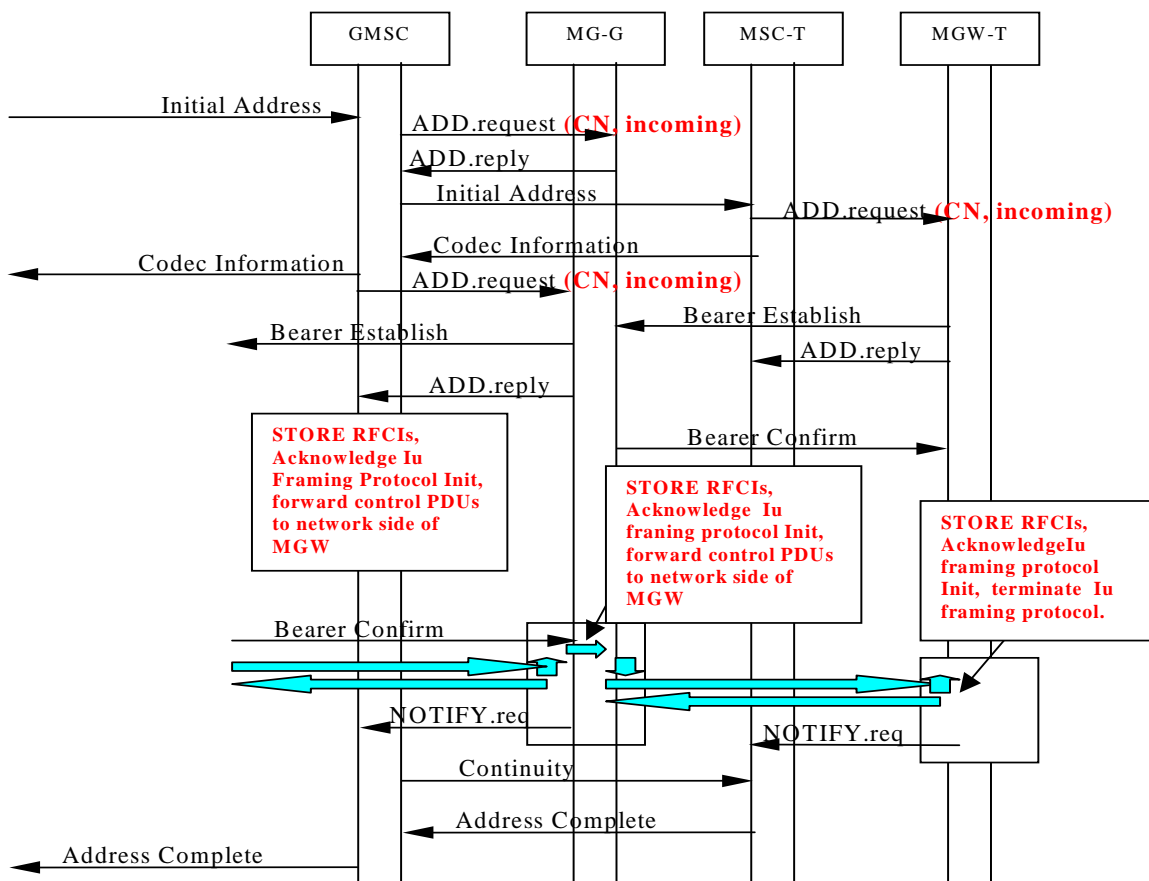 GMSC
MG-G
MSC-T
MGW-T
Initial Address
ADD.request (CN, incoming)
ADD.reply
Initial Address
ADD.request (CN, incoming)
Codec Information
Codec Information
ADD.request (CN, incoming)
Bearer Establish
Bearer Establish
ADD.reply
ADD.reply
STORE RFCIs,
Acknowledge Iu
Framing Protocol Init,
forward control PDUs
to network side of
MGW
Bearer Confirm
STORE RFCIs,
Acknowledge Iu
franing protocol Init,
forward control PDUs
to network side of
MGW
STORE RFCIs,
AcknowledgeIu
framing protocol
Init, terminate Iu
framing protocol.
Bearer Confirm
NOTIFY.req
NOTIFY.req
Continuity
Address Complete
Address Complete